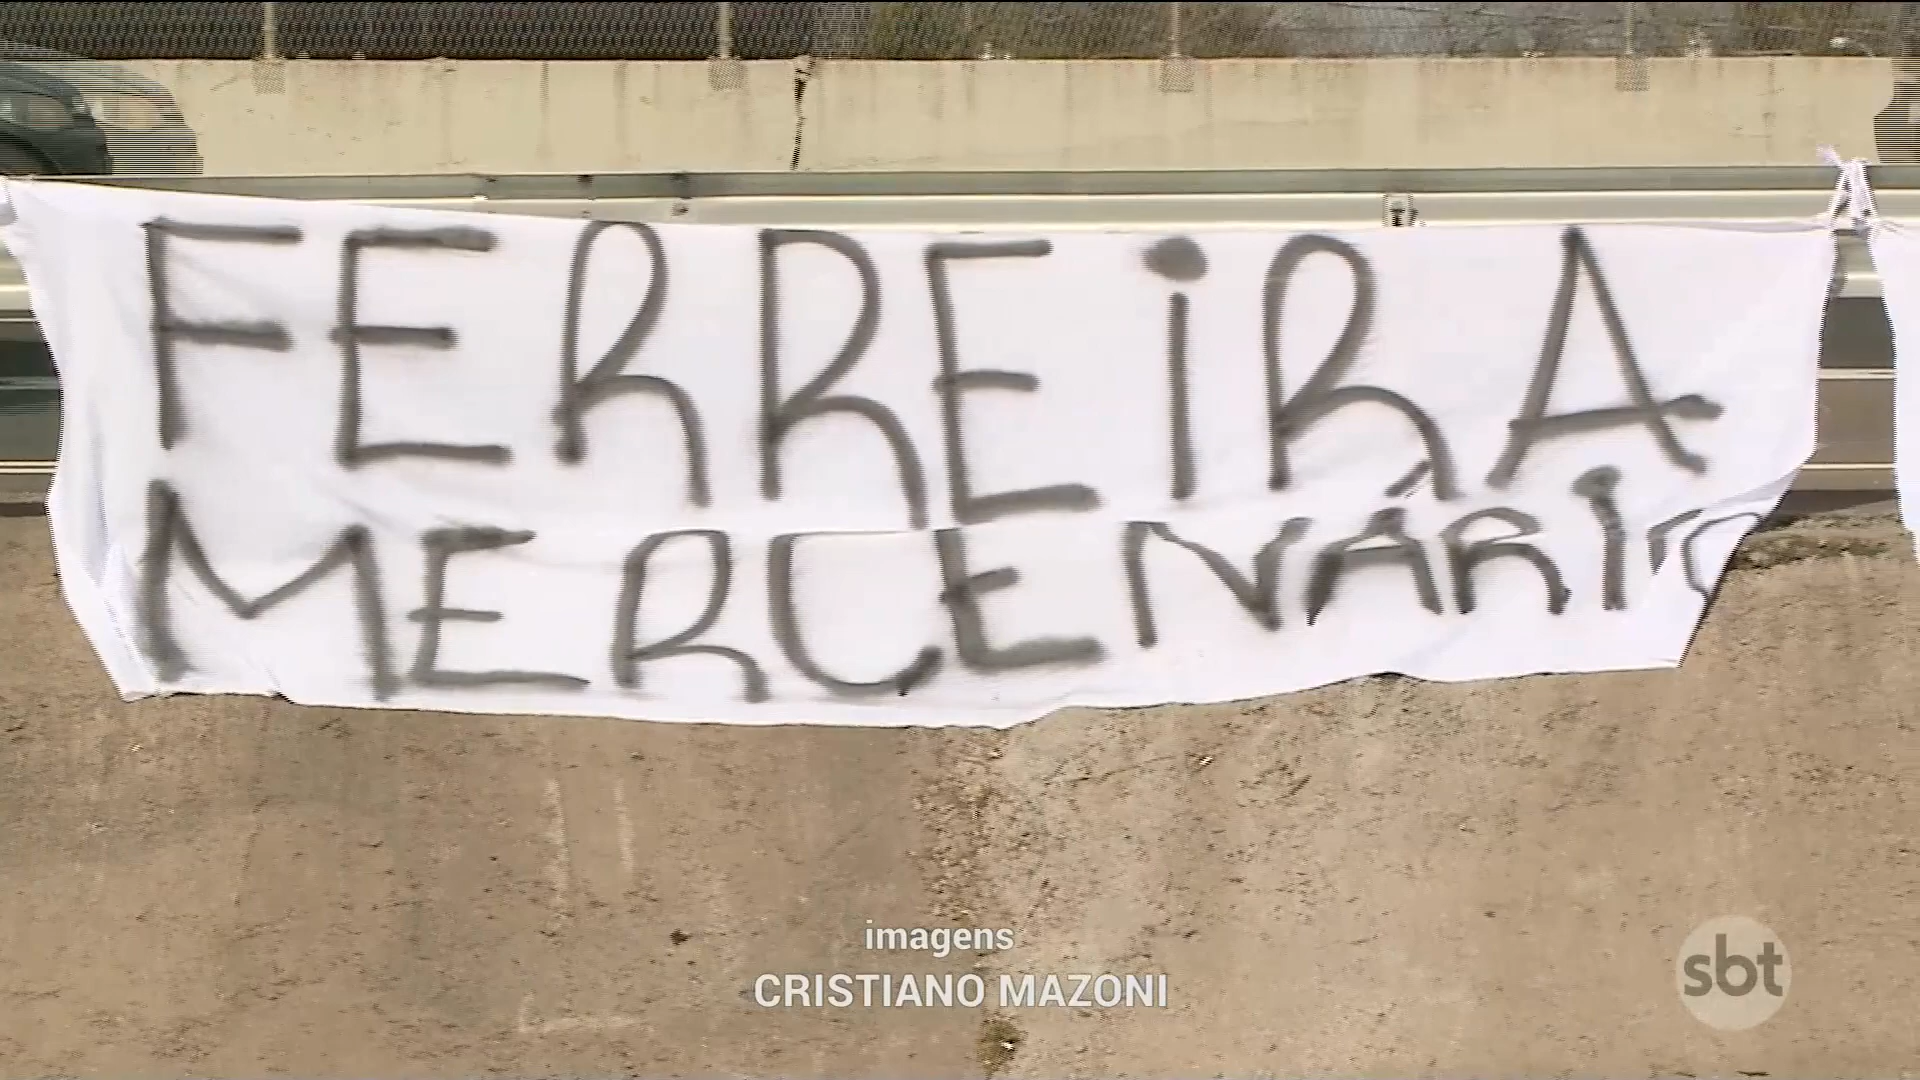 FERREIRA
MERCENÁRIO
imagens
CRISTIANO MAZONI
sbt